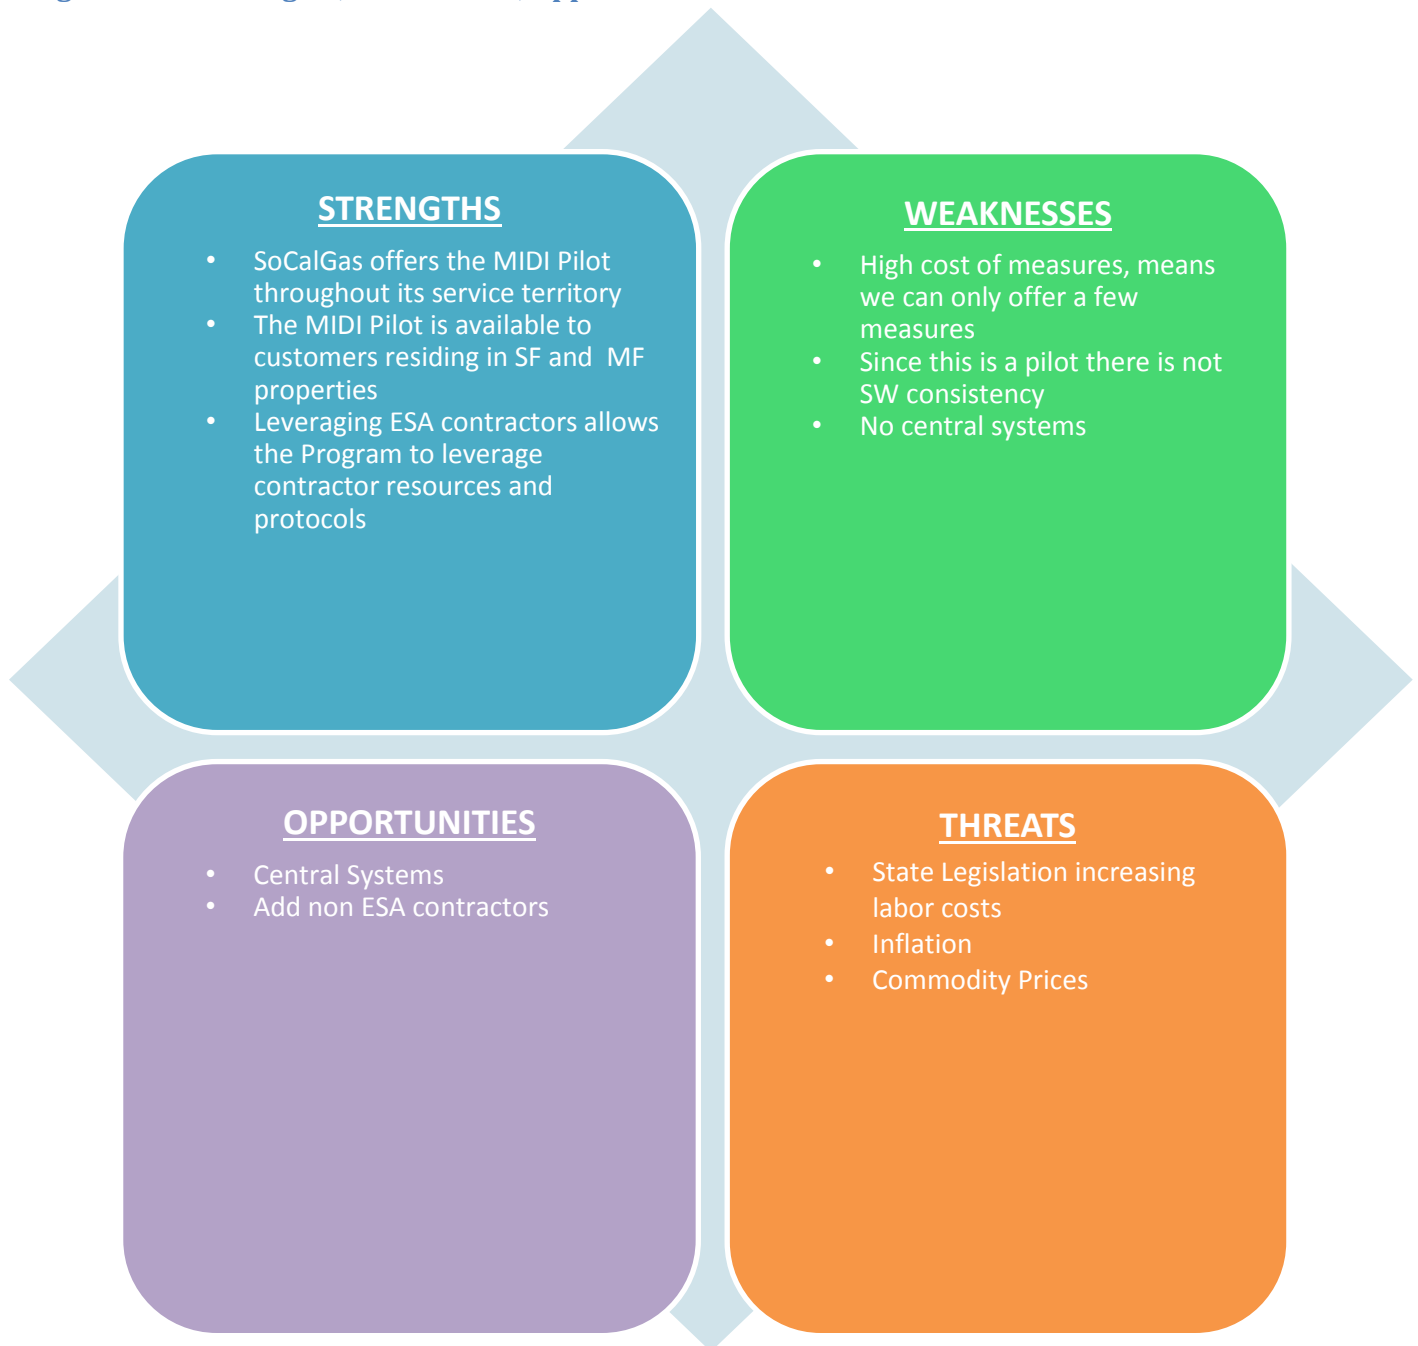 STRENGTHS
• SoCalGas offers the MIDI Pilot
throughout its service territory
• The MIDI Pilot is available to
customers residing in SF and MF
properties
• Leveraging ESA contractors allows
the Program to leverage
contractor resources and
protocols
WEAKNESSES
• High cost of measures, means
we can only offer a few
measures
• Since this is a pilot there is not
SW consistency
• No central systems
OPPORTUNITIES
• Central Systems
• Add non ESA contractors
THREATS
• State Legislation increasing
labor costs
• Inflation
• Commodity Prices